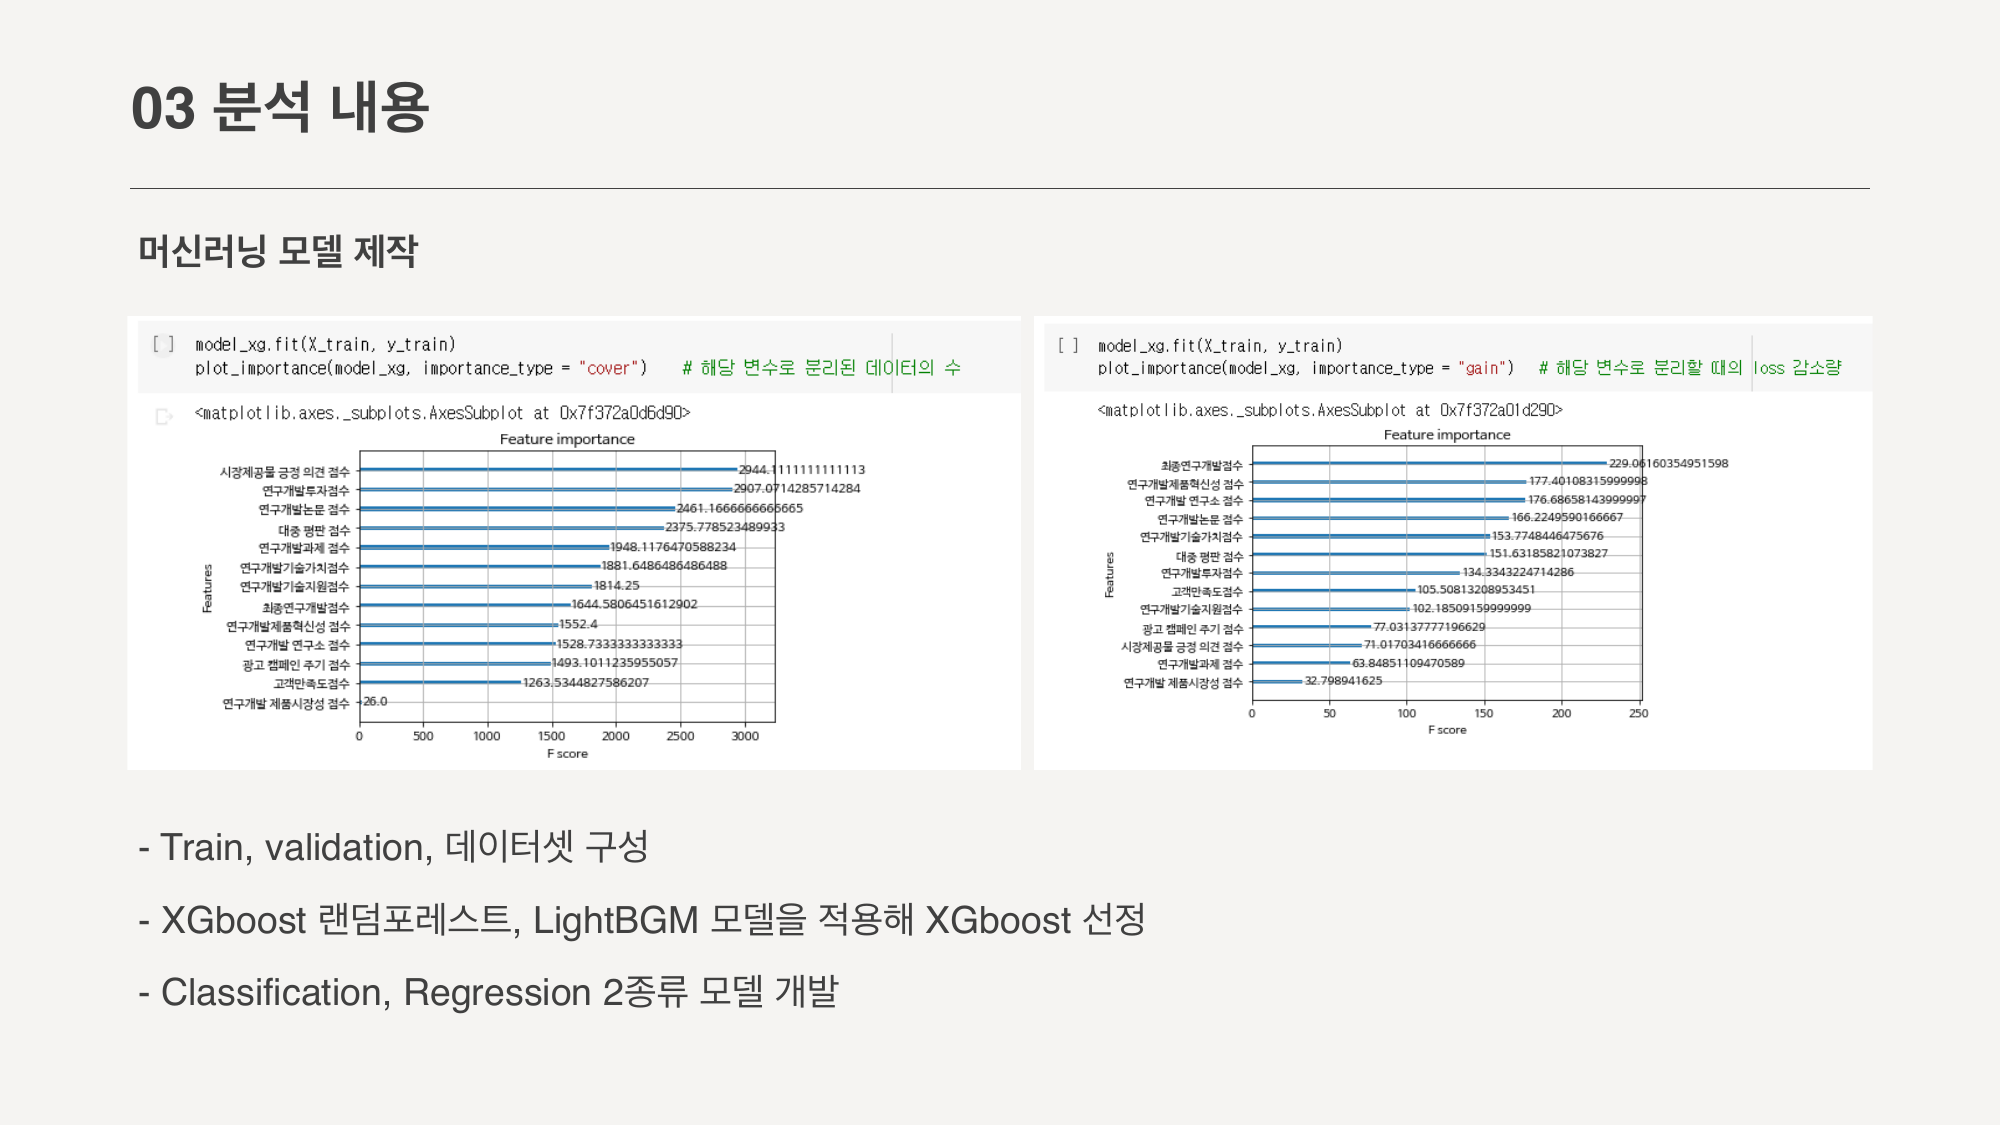 03 분석 내용
머신러닝 모델 제작
[ ] model_xg.fit(X_train, y_train)
plot_importance(model_xg, importance_type = "cover") # 해당 변수로 분리된 데이터의 수
<matplotlib.axes._subplots.AxesSubplot at 0x7f372a0d6d90>
Feature importance
시장제공물 긍정 의견 점수 2944.1111111111113
연구개발투자점수 2907.0714285714284
연구개발논문 점수 2461.1666666666665
대중 평판 점수 2375.778523489933
연구개발과제 점수 1948.1176470588234
연구개발기술가치점수 1881.6486486486488
연구개발기술지원점수 1814.25
최종연구개발점수 1644.5806451612902
연구개발제품혁신성 점수 1552.4
연구개발 연구소 점수 1528.7333333333333
광고 캠페인 주기 점수 1493.1011235955057
고객만족도점수 1263.5344827586207
연구개발 제품시장성 점수 26.0
Features
0 500 1000 1500 2000 2500 3000
F score
[ ] model_xg.fit(X_train, y_train)
plot_importance(model_xg, importance_type = "gain") # 해당 변수로 분리할 때의 loss 감소량
<matplotlib.axes._subplots.AxesSubplot at 0x7f372a01d290>
Feature importance
최종연구개발점수 229.06160354951598
연구개발제품혁신성 점수 177.40108315999998
연구개발 연구소 점수 176.68658143999997
연구개발논문 점수 166.2249590166667
연구개발기술가치점수 153.7748446475676
대중 평판 점수 151.63185821073827
연구개발투자점수 134.3343224714286
고객만족도점수 105.50813208953451
연구개발기술지원점수 102.18509159999999
광고 캠페인 주기 점수 77.03137777196629
시장제공물 긍정 의견 점수 71.01703416666666
연구개발과제 점수 63.84851109470589
연구개발 제품시장성 점수 32.798941625
Features
0 50 100 150 200 250
F score
- Train, validation, 데이터셋 구성
- XGboost 랜덤포레스트, LightBGM 모델을 적용해 XGboost 선정
- Classification, Regression 2종류 모델 개발